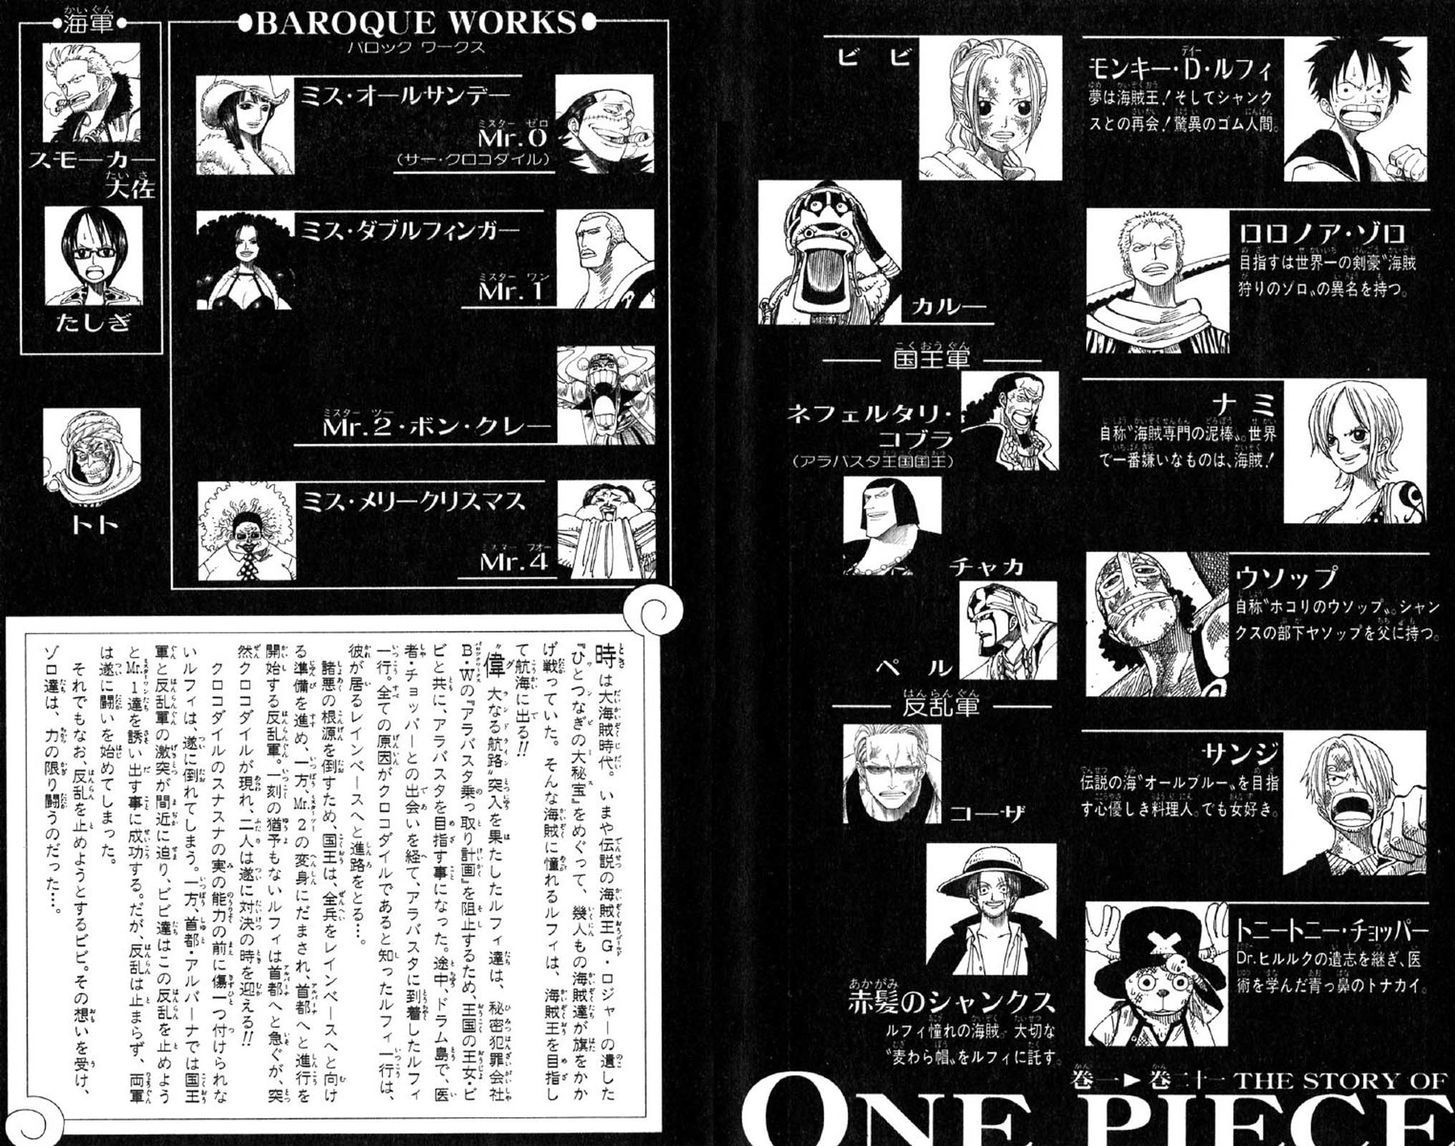 モンキー・D・ルフィ
夢は海賊王！そしてシャンク
スとの再会！驚異のゴム人間。
ロロノア・ゾロ
目指すは世界一の剣豪〝海賊
狩りのゾロ〟の異名を持つ。
ナミ
自称〝海賊専門の泥棒〟。世界
で一番嫌いなものは、海賊！
ウソップ
自称〝ホコリのウソップ〟。シャン
クスの部下ヤソップを父に持つ。
サンジ
伝説の海〝オールブルー〟を目指
す心優しき料理人。でも女好き。
トニートニー・チョッパー
Dr.ヒルルクの遺志を継ぎ、医
術を学んだ青っ鼻のトナカイ。
ビビ
カルー
国王軍
ネフェルタリ・
コブラ
(アラバスタ王国国王)
チャカ
ペル
反乱軍
コーザ
赤髪のシャンクス
ルフィ憧れの海賊。大切な
〝麦わら帽〟をルフィに託す。
巻一▶巻二十一 THE STORY OF
ONE PIECE
BAROQUE WORKS
バロック ワークス
ミス・オールサンデー
Mr.0
(サー・クロコダイル)
ミス・ダブルフィンガー
Mr.1
Mr.2・ボン・クレー
ミス・メリークリスマス
Mr.4
海軍
スモーカー
大佐
たしぎ
トト
時は大海賊時代。いまや伝説の海賊王G・ロジャーの遺した
『ひとつなぎの大秘宝』をめぐって、幾人もの海賊達が旗をかか
げ戦っていた。そんな海賊に憧れるルフィは、海賊王を目指し
て航海に出る!!
〝偉大なる航路〟突入を果たしたルフィ達は、秘密犯罪会社
B・Wの『アラバスタ乗っ取り計画』を阻止するため、王国の王女・ビ
ビと共に、アラバスタを目指す事になった。途中、ドラム島で、医
者・チョッパーとの出会いを経て、アラバスタに到着したルフィ
一行。全ての原因がクロコダイルであると知ったルフィ一行は、
彼が居るレインベースへと進路をとる…。
諸悪の根源を倒すため、国王は、全兵をレインベースへと向け
る準備を進め、一方、Mr.2の変身にだまされ、首都へと進行を
開始する反乱軍。一刻の猶予もないルフィは首都へと急ぐが、突
然クロコダイルが現れ、二人は遂に対決の時を迎える!!
クロコダイルのスナスナの実の能力の前に傷一つ付けられな
いルフィは、遂に倒れてしまう。一方、首都・アルバーナでは国王
軍と反乱軍の激突が間近に迫り、ビビ達はこの反乱を止めよう
とMr.1達を誘い出す事に成功する。だが、反乱は止まらず、両軍
は遂に闘いを始めてしまった。
それでもなお、反乱を止めようとするビビ。その想いを受け、
ゾロ達は、力の限り闘うのだった…。